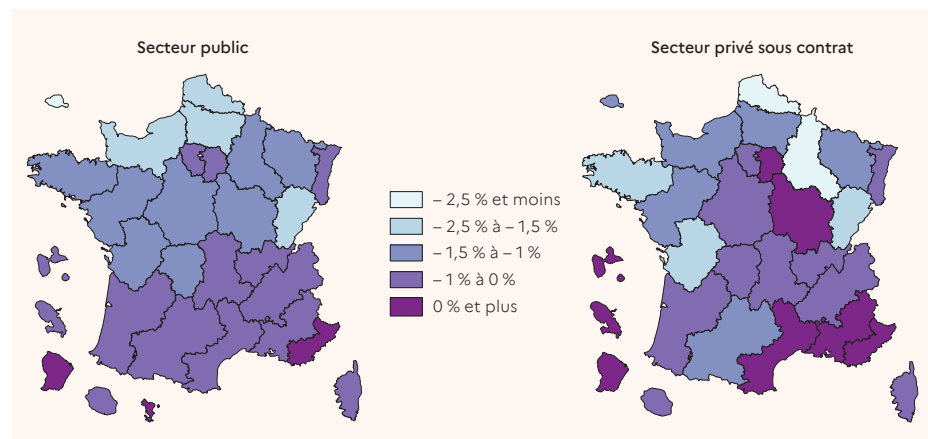 Secteur public
Secteur privé sous contrat
– 2,5 % et moins
– 2,5 % à – 1,5 %
– 1,5 % à – 1 %
– 1 % à 0 %
0 % et plus